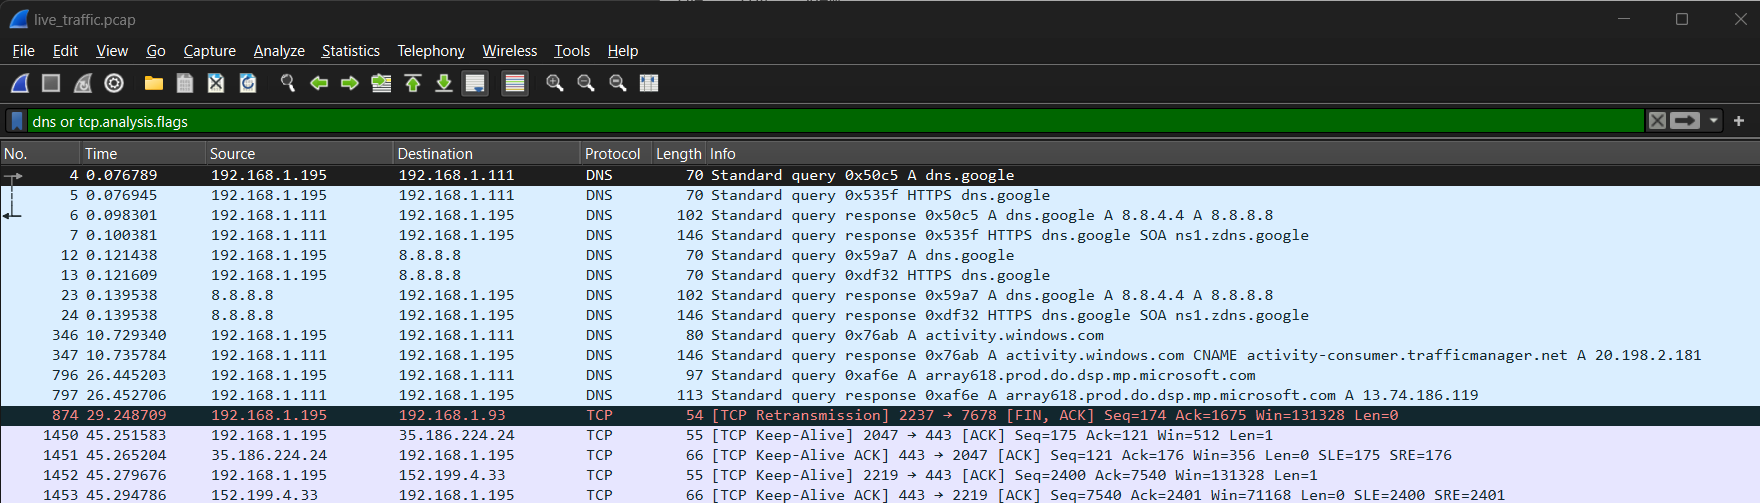 live_traffic.pcap
File Edit View Go Capture Analyze Statistics Telephony Wireless Tools Help
dns or tcp.analysis.flags
No. Time Source Destination Protocol Length Info
4 0.076789 192.168.1.195 192.168.1.111 DNS 70 Standard query 0x50c5 A dns.google
5 0.076945 192.168.1.195 192.168.1.111 DNS 70 Standard query 0x535f HTTPS dns.google
6 0.098301 192.168.1.111 192.168.1.195 DNS 102 Standard query response 0x50c5 A dns.google A 8.8.4.4 A 8.8.8.8
7 0.100381 192.168.1.111 192.168.1.195 DNS 146 Standard query response 0x535f HTTPS dns.google SOA ns1.zdns.google
12 0.121438 192.168.1.195 8.8.8.8 DNS 70 Standard query 0x59a7 A dns.google
13 0.121609 192.168.1.195 8.8.8.8 DNS 70 Standard query 0xdf32 HTTPS dns.google
23 0.139538 8.8.8.8 192.168.1.195 DNS 102 Standard query response 0x59a7 A dns.google A 8.8.4.4 A 8.8.8.8
24 0.139538 8.8.8.8 192.168.1.195 DNS 146 Standard query response 0xdf32 HTTPS dns.google SOA ns1.zdns.google
346 10.729340 192.168.1.195 192.168.1.111 DNS 80 Standard query 0x76ab A activity.windows.com
347 10.735784 192.168.1.111 192.168.1.195 DNS 146 Standard query response 0x76ab A activity.windows.com CNAME activity-consumer.trafficmanager.net A 20.198.2.181
796 26.445203 192.168.1.195 192.168.1.111 DNS 97 Standard query 0xaf6e A array618.prod.do.dsp.mp.microsoft.com
797 26.452706 192.168.1.111 192.168.1.195 DNS 113 Standard query response 0xaf6e A array618.prod.do.dsp.mp.microsoft.com A 13.74.186.119
874 29.248709 192.168.1.195 192.168.1.93 TCP 54 [TCP Retransmission] 2237 → 7678 [FIN, ACK] Seq=174 Ack=1675 Win=131328 Len=0
1450 45.251583 192.168.1.195 35.186.224.24 TCP 55 [TCP Keep-Alive] 2047 → 443 [ACK] Seq=175 Ack=121 Win=512 Len=1
1451 45.265204 35.186.224.24 192.168.1.195 TCP 66 [TCP Keep-Alive ACK] 443 → 2047 [ACK] Seq=121 Ack=176 Win=356 Len=0 SLE=175 SRE=176
1452 45.279676 192.168.1.195 152.199.4.33 TCP 55 [TCP Keep-Alive] 2219 → 443 [ACK] Seq=2400 Ack=7540 Win=131328 Len=1
1453 45.294786 152.199.4.33 192.168.1.195 TCP 66 [TCP Keep-Alive ACK] 443 → 2219 [ACK] Seq=7540 Ack=2401 Win=71168 Len=0 SLE=2400 SRE=2401